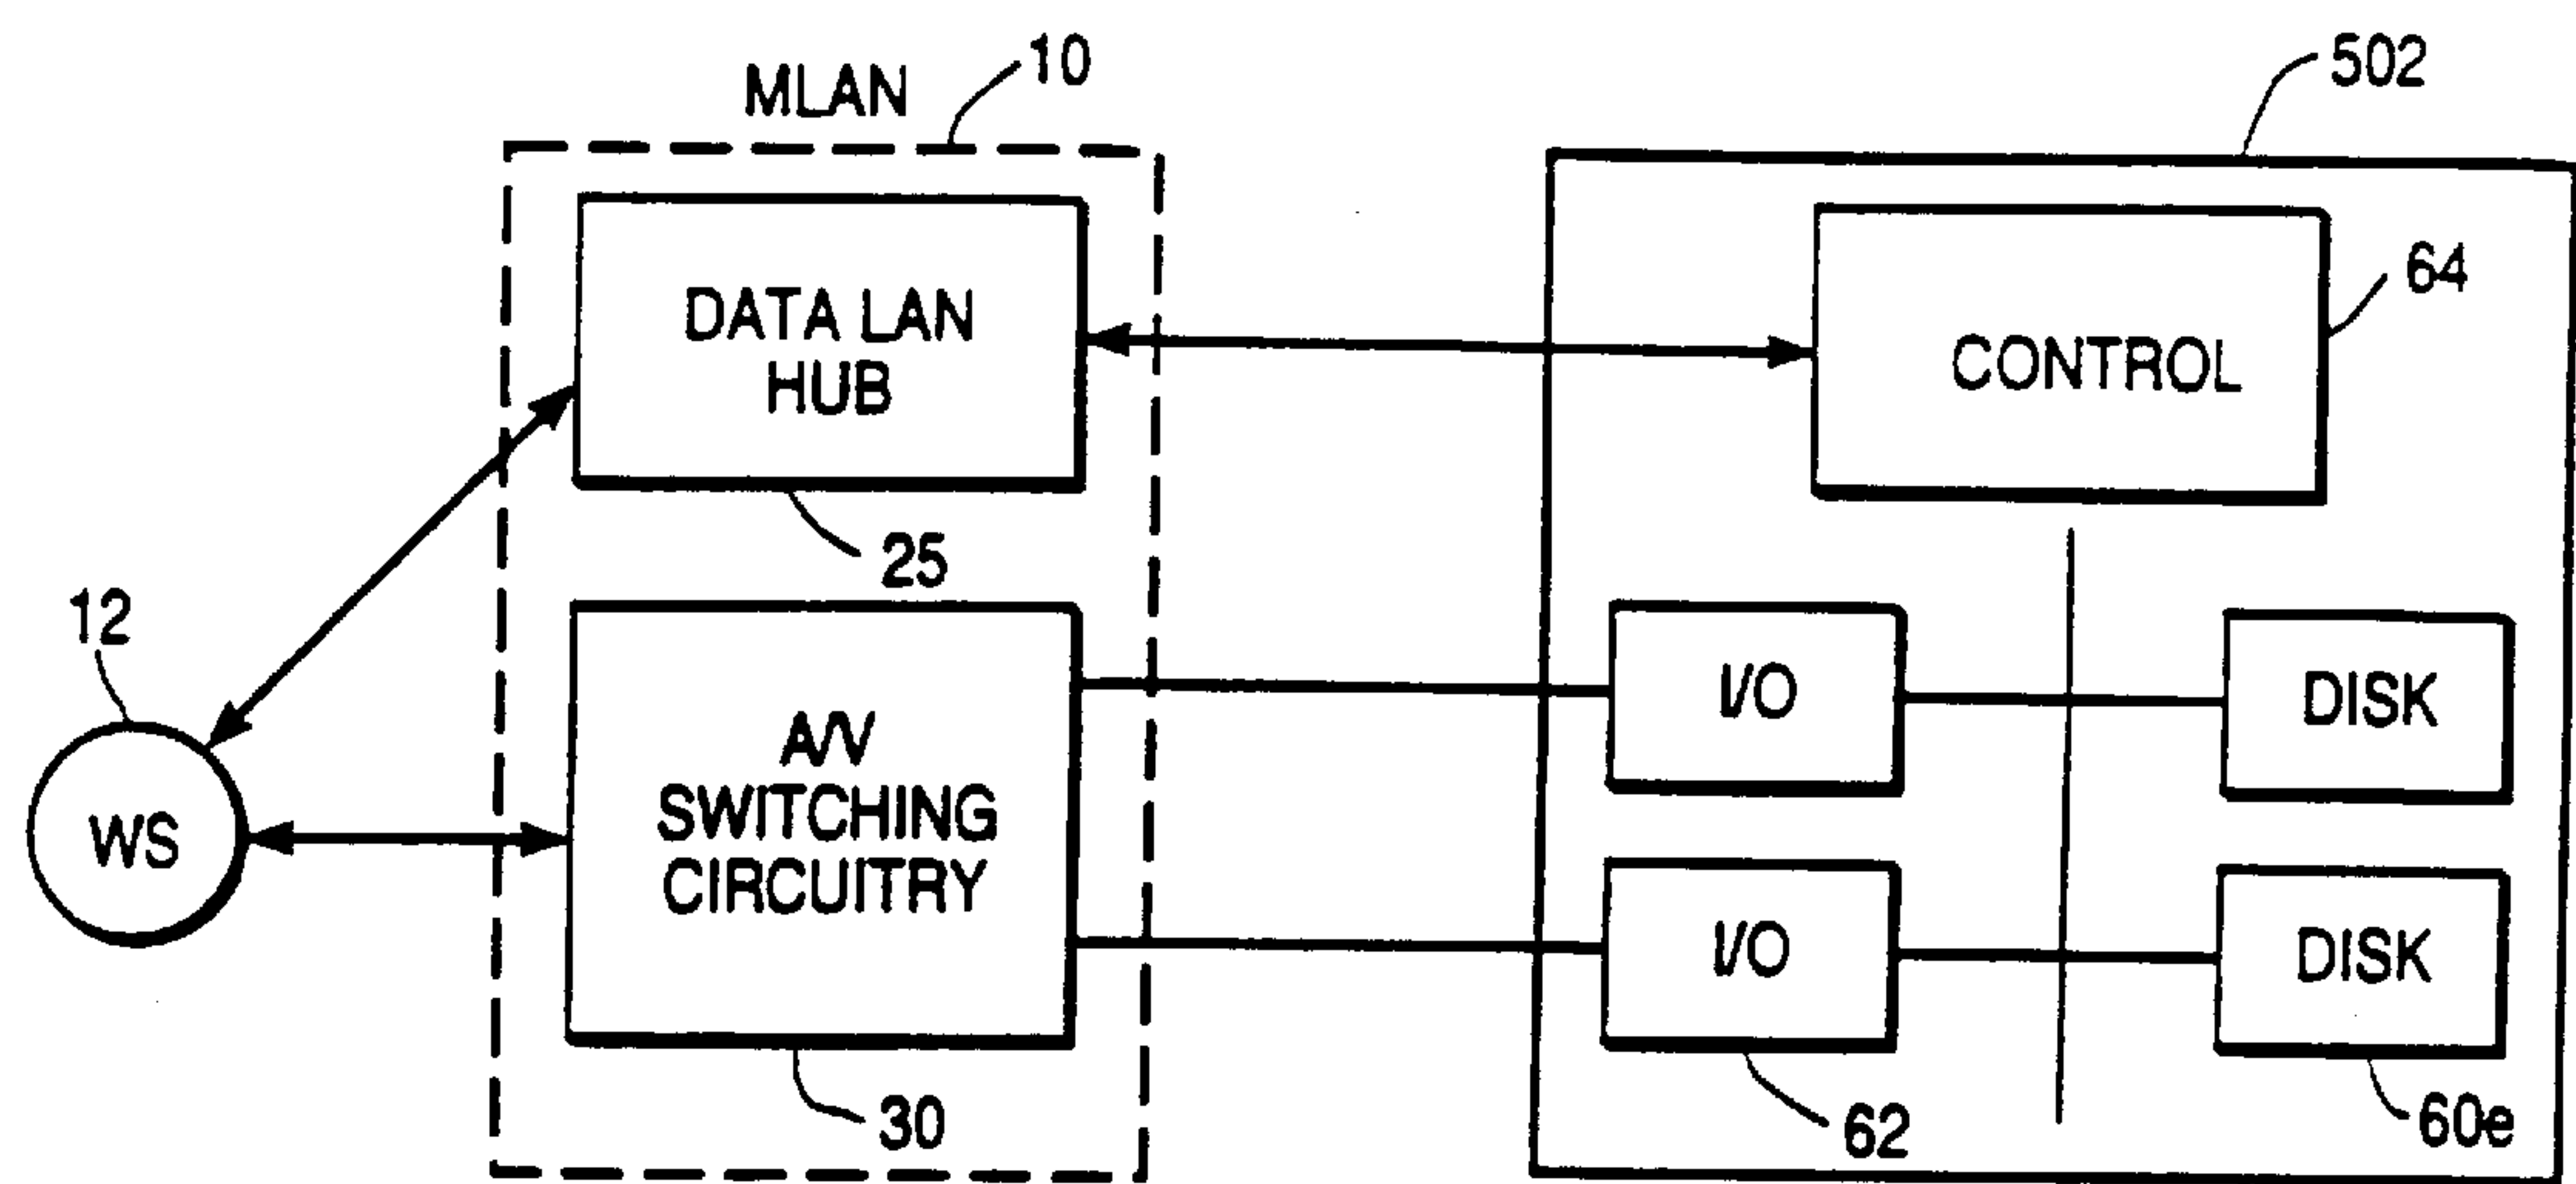 MLAN
10
502
DATA LAN
HUB
25
CONTROL
64
12
WS
A/V
SWITCHING
CIRCUITRY
30
I/O
DISK
I/O
DISK
62
60e